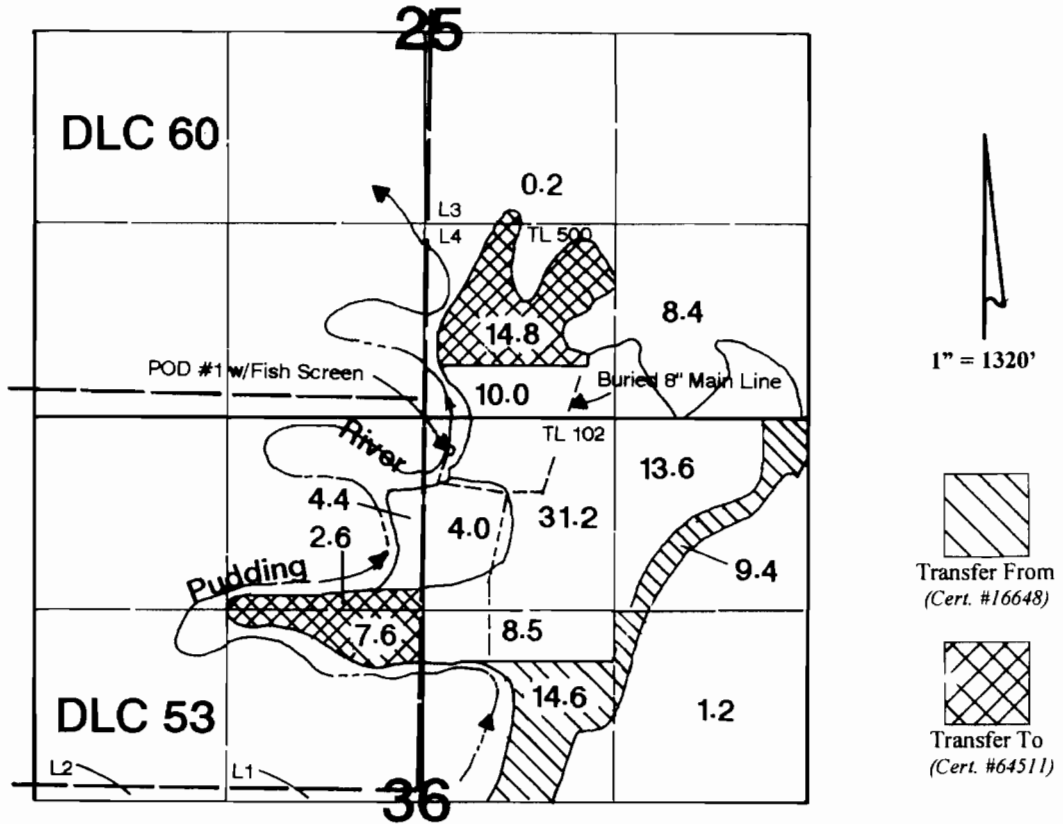 25
DLC 60
0.2
L3
L4
TL 500
14.8
8.4
1" = 1320'
POD #1 w/Fish Screen
10.0
Buried 8" Main Line
River
TL 102
13.6
4.4
4.0
31.2
2.6
9.4
Pudding
Transfer From
(Cert. #16648)
7.6
8.5
14.6
1.2
DLC 53
Transfer To
(Cert. #64511)
L2
L1
36